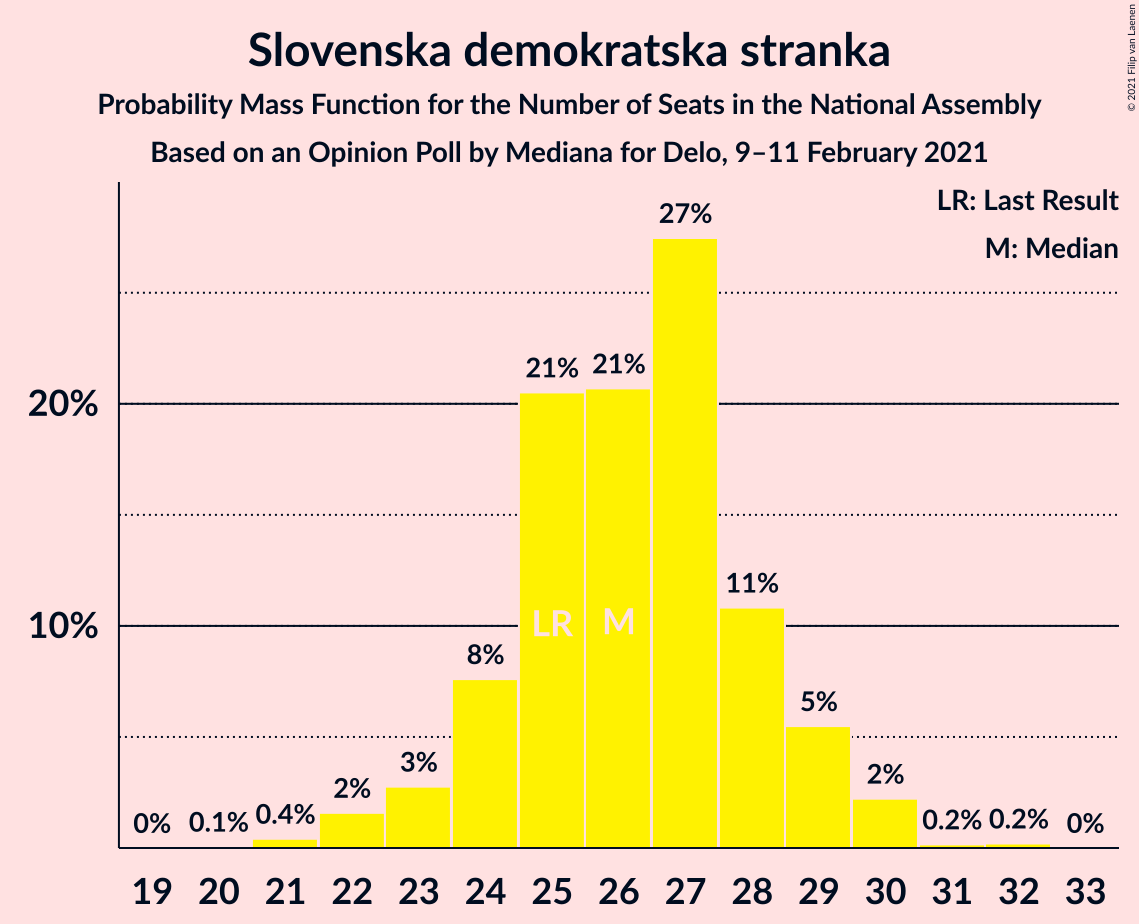 Slovenska demokratska stranka
Probability Mass Function for the Number of Seats in the National Assembly
Based on an Opinion Poll by Mediana for Delo, 9–11 February 2021
© 2021 Filip van Laenen
LR: Last Result
M: Median
20%
10%
0%
0.1%
0.4%
2%
3%
8%
21%
21%
27%
11%
5%
2%
0.2%
0.2%
0%
LR
M
19 20 21 22 23 24 25 26 27 28 29 30 31 32 33